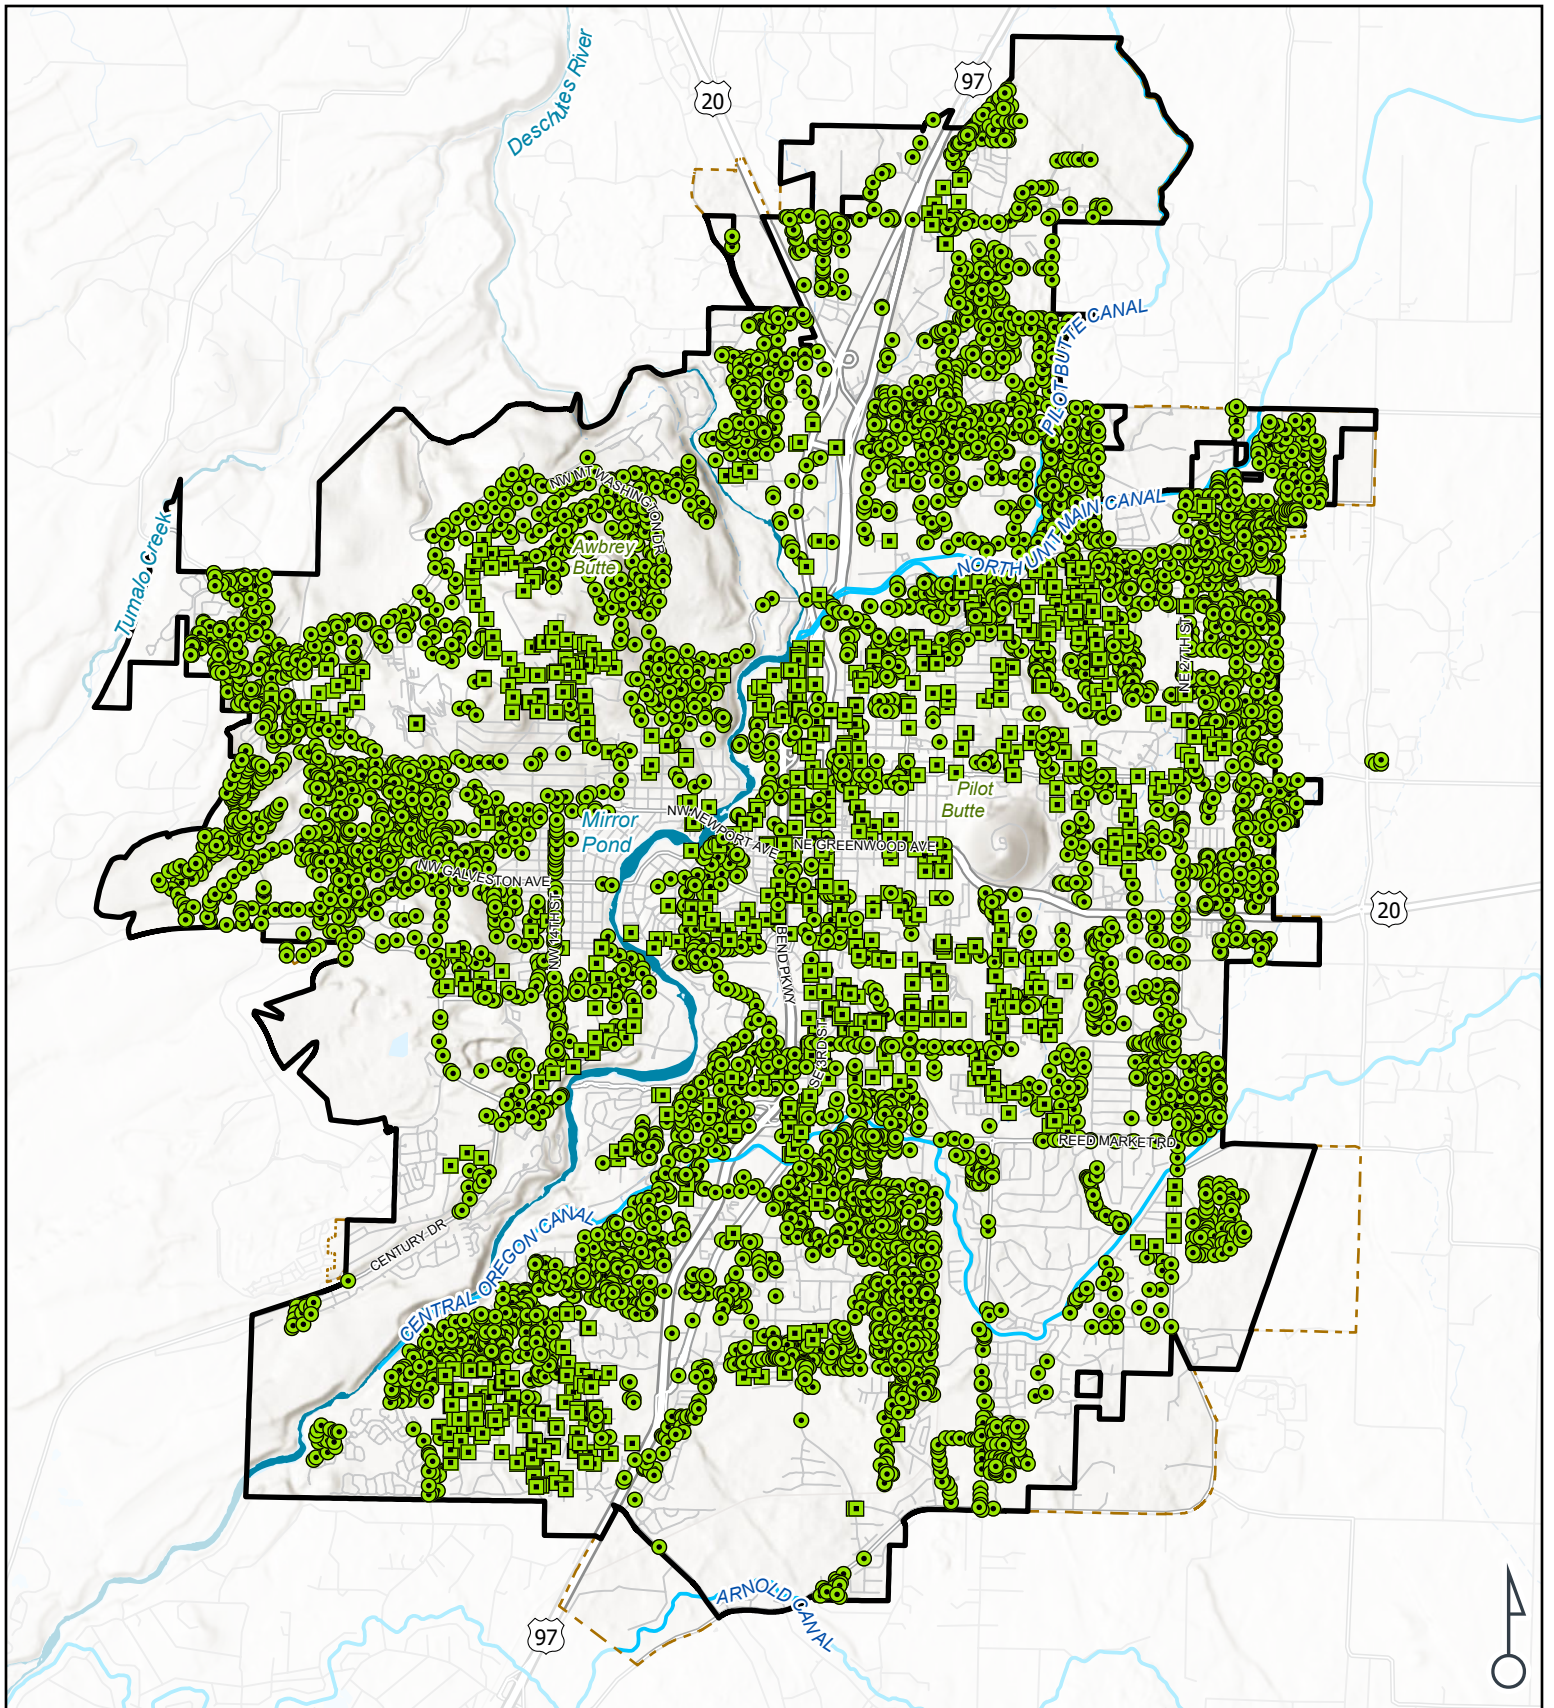 Deschutes River
97
20
PILOT BUTTE CANAL
NW MT WASHINGTON DR
NORTH UNIT MAIN CANAL
Tumalo Creek
Awbrey
Butte
NE 27TH ST
Pilot
Butte
Mirror
Pond
NW NEWPORT AVE
NE GREENWOOD AVE
NW GALVESTON AVE
20
NW 14TH ST
BEND PKWY
SE 3RD ST
REED MARKET RD
CENTURY DR
CENTRAL OREGON CANAL
ARNOLD CANAL
97